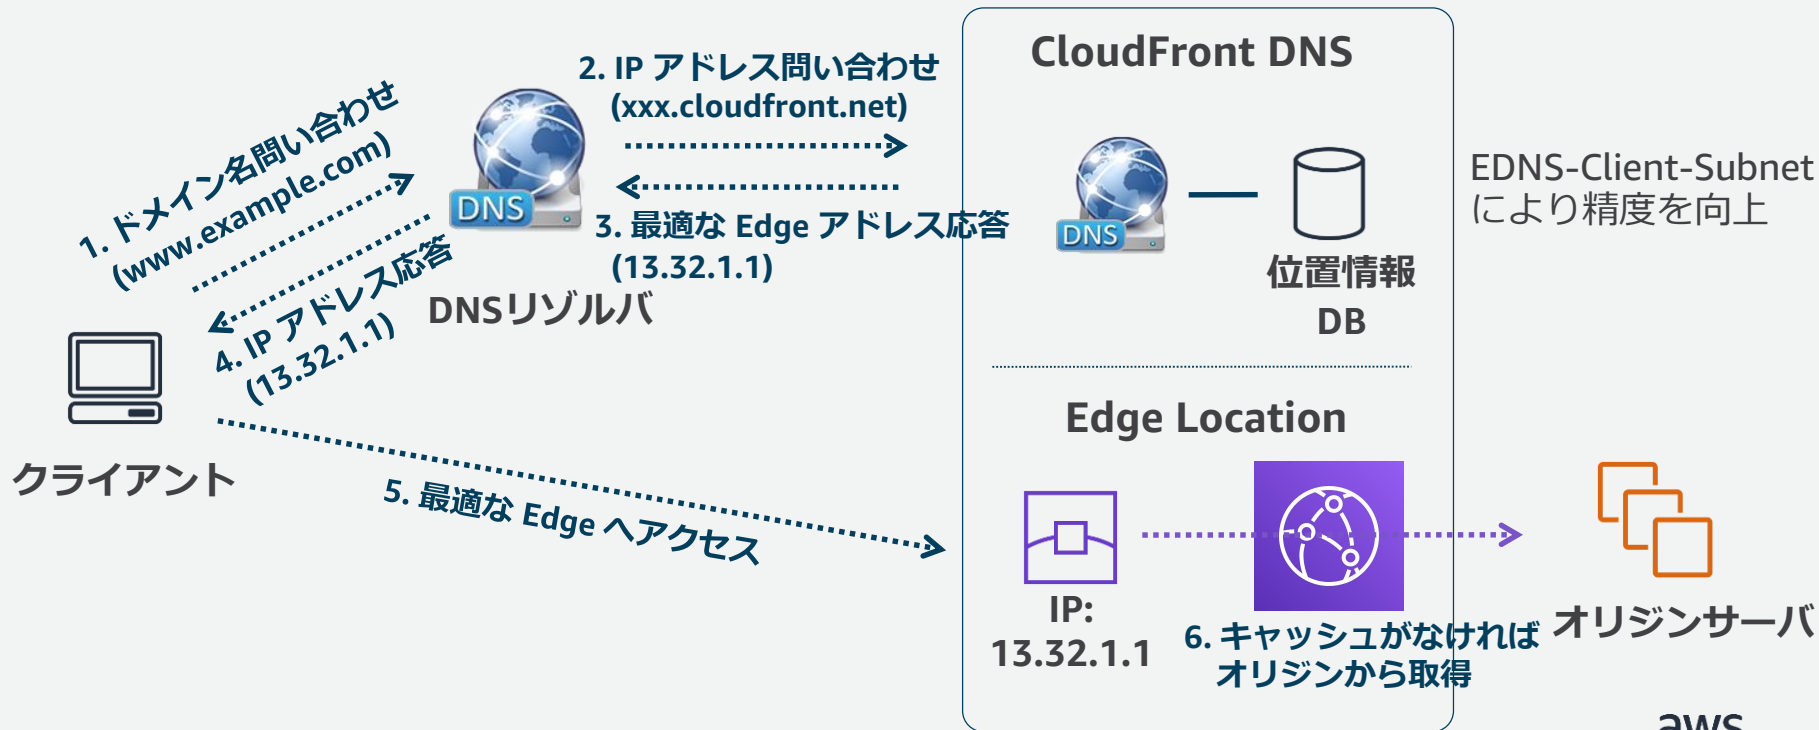 CloudFront DNS
2. IP アドレス問い合わせ
(xxx.cloudfront.net)
1. ドメイン名問い合わせ
(www.example.com)
DNS
3. 最適な Edge アドレス応答
(13.32.1.1)
DNS
EDNS-Client-Subnet
により精度を向上
位置情報
DB
DNSリゾルバ
4. IP アドレス応答
(13.32.1.1)
クライアント
5. 最適な Edge へアクセス
Edge Location
IP:
13.32.1.1
6. キャッシュがなければ
オリジンから取得
オリジンサーバ
aws